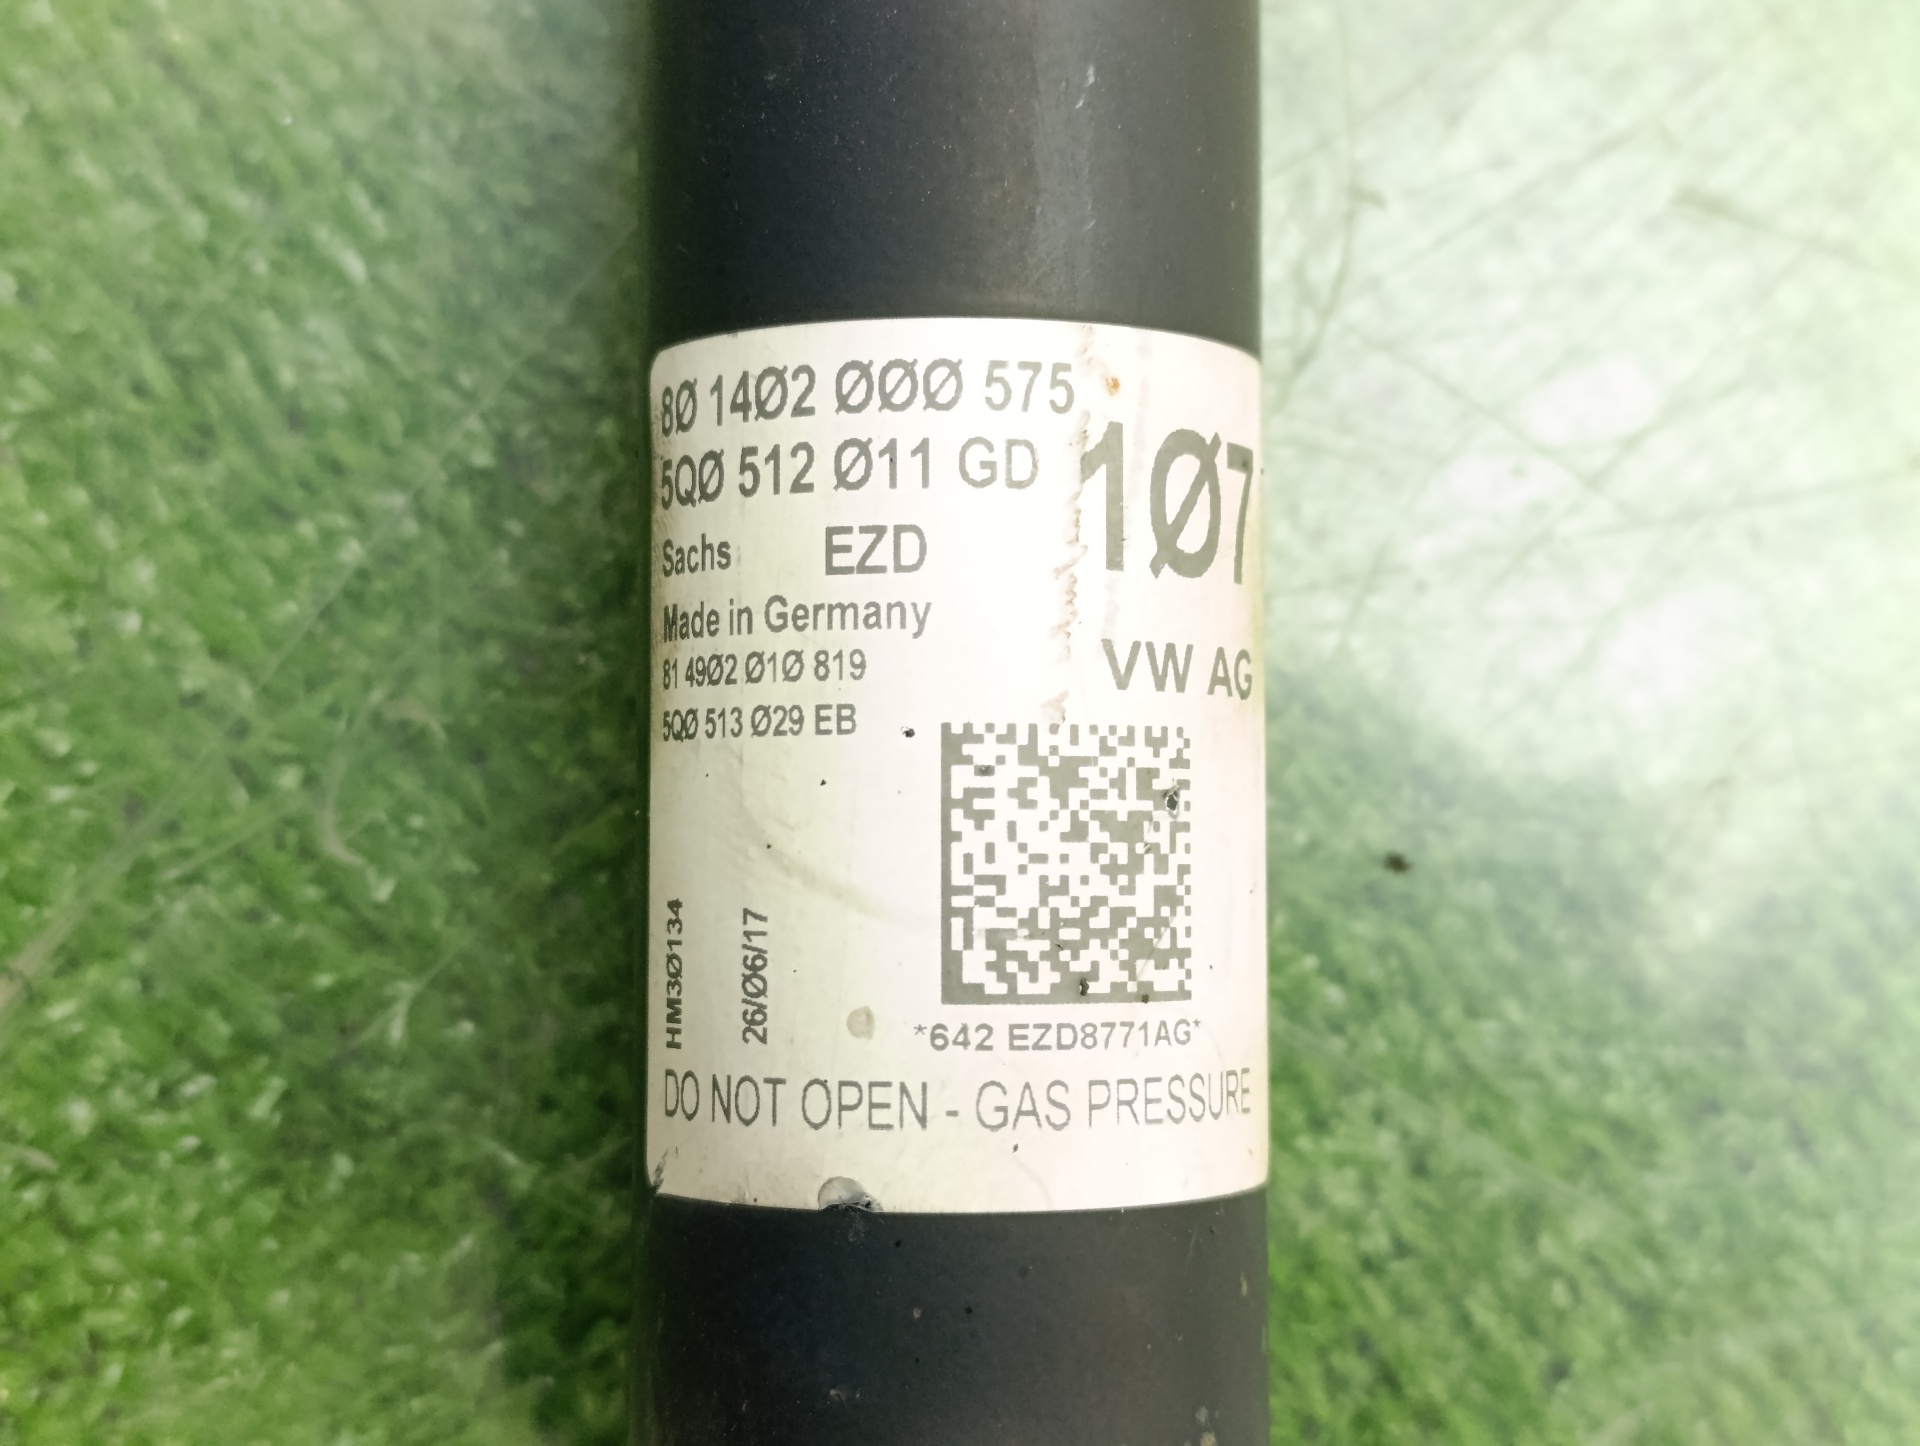 8Ø 14Ø2 ØØØ 575
5QØ 512 Ø11 GD
1Ø7
Sachs EZD
Made in Germany
81 49Ø2 Ø1Ø 819
VW AG
5QØ 513 Ø29 EB
HM3Ø134
26/Ø6/17
*642 EZD8771AG*
DO NOT OPEN - GAS PRESSURE